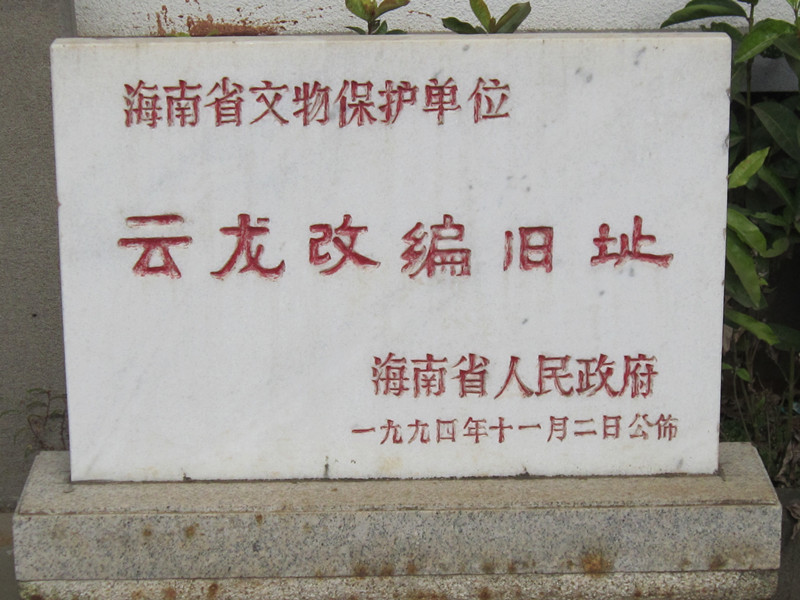 海南省文物保护单位
云龙改编旧址
海南省人民政府
一九九四年十一月二日公佈